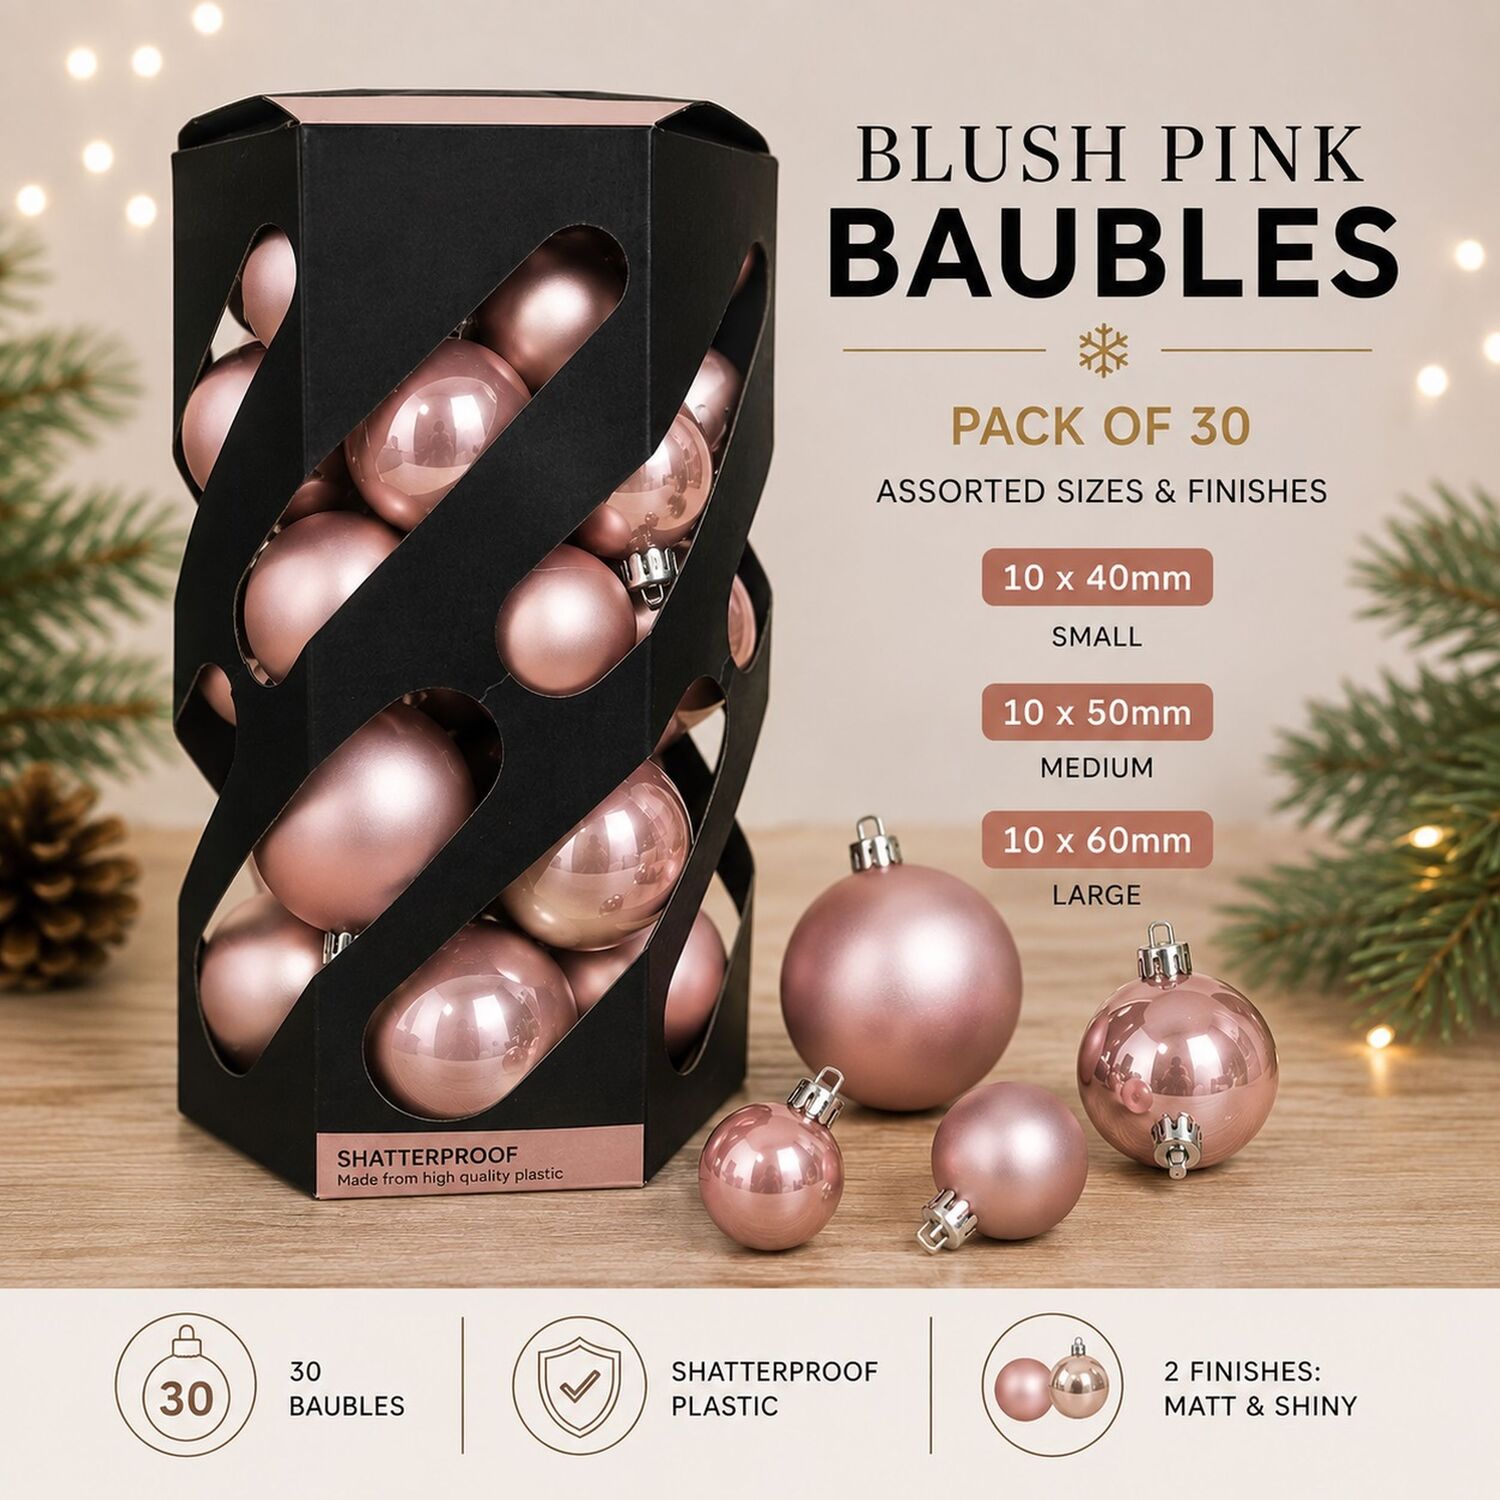 BLUSH PINK
BAUBLES
PACK OF 30
ASSORTED SIZES & FINISHES
10 x 40mm
SMALL
10 x 50mm
MEDIUM
10 x 60mm
LARGE
SHATTERPROOF
Made from high quality plastic
30
30
BAUBLES
SHATTERPROOF
PLASTIC
2 FINISHES:
MATT & SHINY